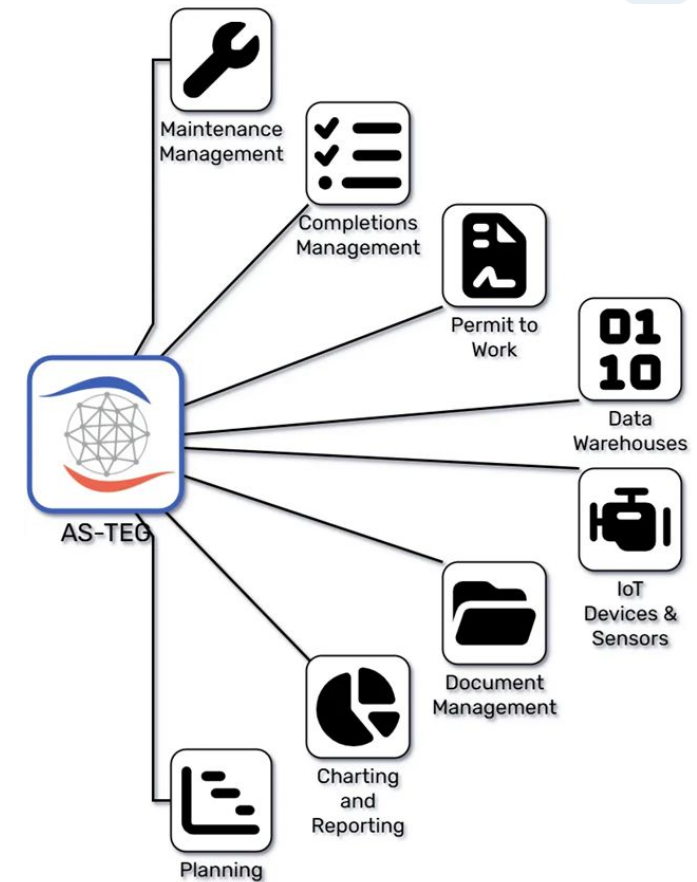 Maintenance
Management
Completions
Management
Permit to
Work
01
10
Data
Warehouses
AS-TEG
IoT
Devices &
Sensors
Document
Management
Charting
and
Reporting
Planning